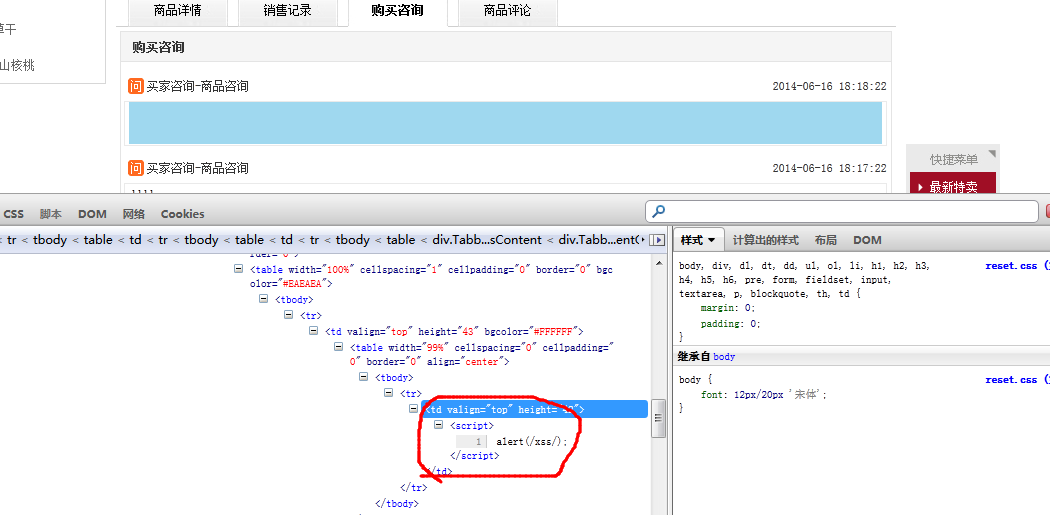 商品详情 销售记录 购买咨询 商品评论
干
山核桃
购买咨询
问 买家咨询-商品咨询 2014-06-16 18:18:22
问 买家咨询-商品咨询 2014-06-16 18:17:22
快捷菜单
最新特卖
CSS 脚本 DOM 网络 Cookies
< tr < tbody < table < td < tr < tbody < table < td < tr < tbody < table < div.Tabb...sContent < div.Tabb...entC
样式 计算出的样式 布局 DOM
<table width="100%" cellspacing="1" cellpadding="0" border="0" bgc
olor="#EAEAEA">
<tbody>
<tr>
<td valign="top" height="43" bgcolor="#FFFFFF">
<table width="99%" cellspacing="0" cellpadding="
0" border="0" align="center">
<tbody>
<tr>
<td valign="top" height="42">
<script>
1 alert(/xss/);
</script>
</td>
</tr>
</tbody>
body, div, dl, dt, dd, ul, ol, li, h1, h2, h3, reset.css (
h4, h5, h6, pre, form, fieldset, input,
textarea, p, blockquote, th, td {
margin: 0;
padding: 0;
}
继承自 body
body { reset.css (
font: 12px/20px '宋体';
}